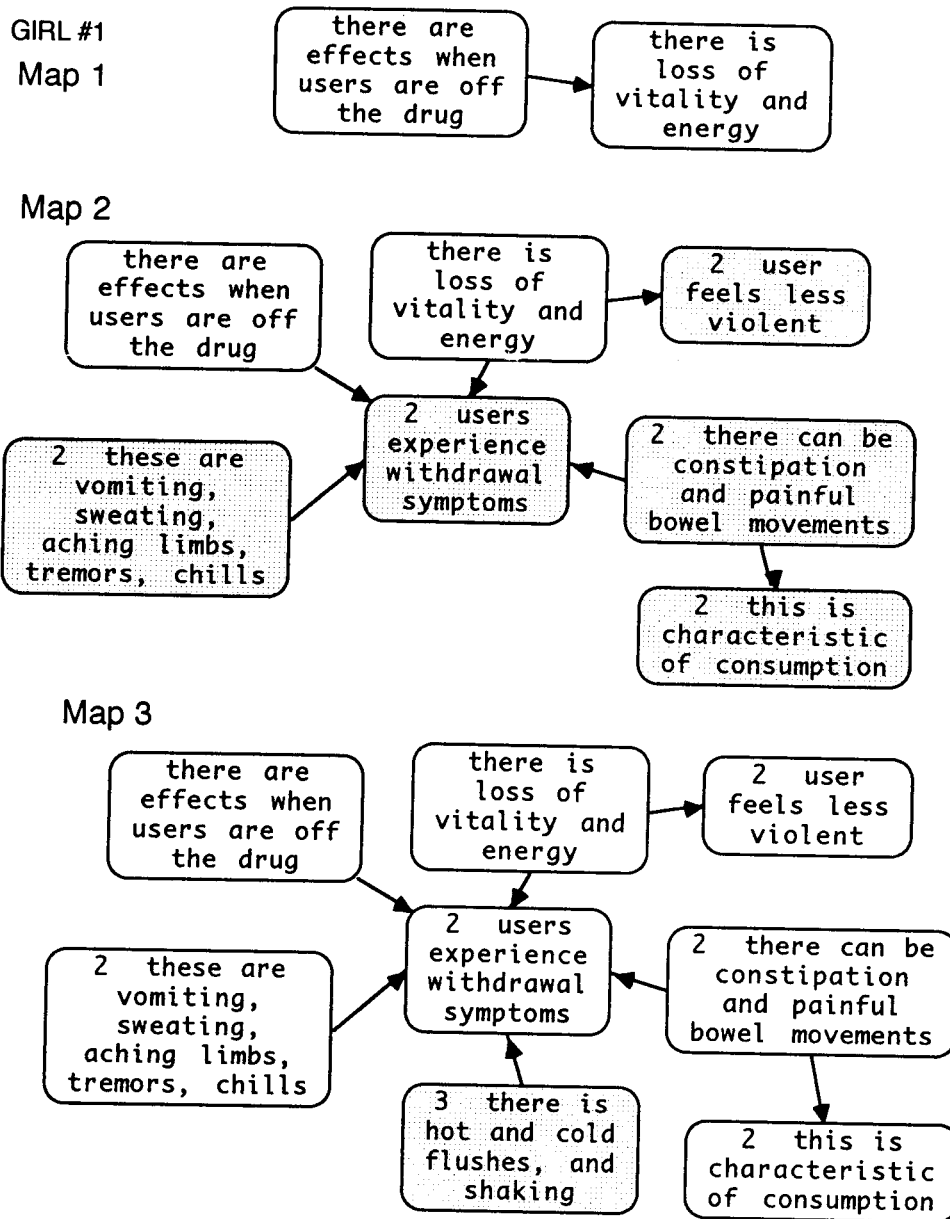 GIRL #1
Map 1
there are
effects when
users are off
the drug
there is
loss of
vitality and
energy
Map 2
there are
effects when
users are off
the drug
there is
loss of
vitality and
energy
2 user
feels less
violent
2 users
experience
withdrawal
symptoms
2 these are
vomiting,
sweating,
aching limbs,
tremors, chills
2 there can be
constipation
and painful
bowel movements
2 this is
characteristic
of consumption
Map 3
there are
effects when
users are off
the drug
there is
loss of
vitality and
energy
2 user
feels less
violent
2 users
experience
withdrawal
symptoms
2 these are
vomiting,
sweating,
aching limbs,
tremors, chills
2 there can be
constipation
and painful
bowel movements
3 there is
hot and cold
flushes, and
shaking
2 this is
characteristic
of consumption